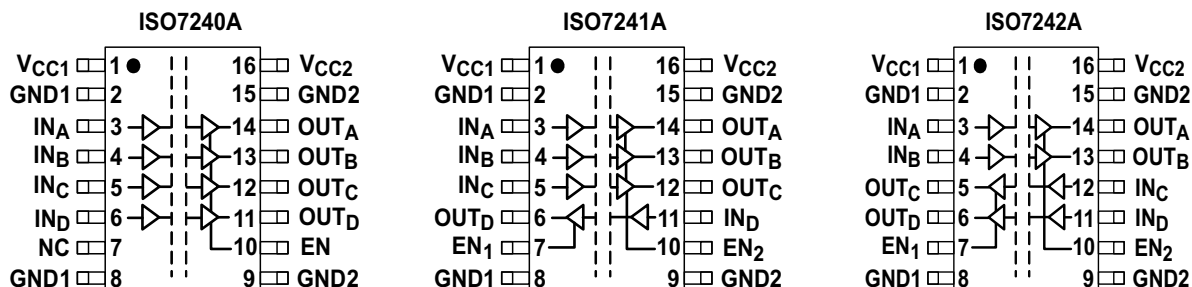 ISO7240A ISO7241A ISO7242A
VCC1 1 16 VCC2 VCC1 1 16 VCC2 VCC1 1 16 VCC2
GND1 2 15 GND2 GND1 2 15 GND2 GND1 2 15 GND2
INA 3 14 OUTA INA 3 14 OUTA INA 3 14 OUTA
INB 4 13 OUTB INB 4 13 OUTB INB 4 13 OUTB
INC 5 12 OUTC INC 5 12 OUTC OUTC 5 12 INC
IND 6 11 OUTD OUTD 6 11 IND OUTD 6 11 IND
NC 7 10 EN EN1 7 10 EN2 EN1 7 10 EN2
GND1 8 9 GND2 GND1 8 9 GND2 GND1 8 9 GND2